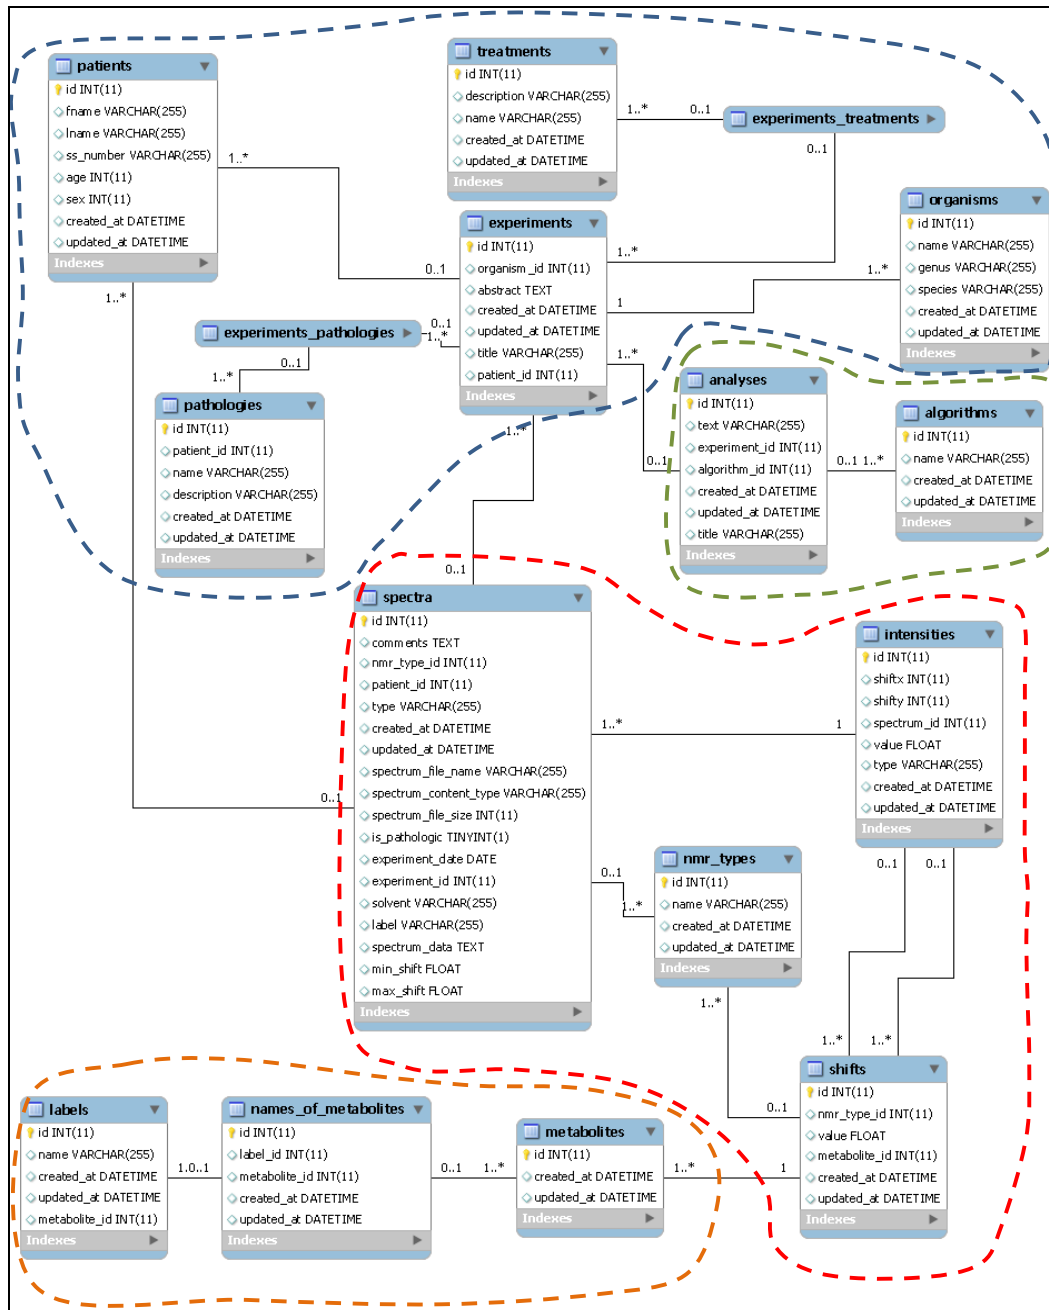 patients
id INT(11)
fname VARCHAR(255)
lname VARCHAR(255)
ss_number VARCHAR(255)
age INT(11)
sex INT(11)
created_at DATETIME
updated_at DATETIME
Indexes
treatments
id INT(11)
description VARCHAR(255)
name VARCHAR(255)
created_at DATETIME
updated_at DATETIME
Indexes
1..*
0..1
experiments_treatments
0..1
1..*
organisms
id INT(11)
name VARCHAR(255)
genus VARCHAR(255)
species VARCHAR(255)
created_at DATETIME
updated_at DATETIME
Indexes
experiments
id INT(11)
organism_id INT(11)
abstract TEXT
created_at DATETIME
updated_at DATETIME
title VARCHAR(255)
patient_id INT(11)
Indexes
1..*
1..*
0..1
1
1..*
experiments_pathologies
0..1
1..*
0..1
1..*
1..*
pathologies
id INT(11)
patient_id INT(11)
name VARCHAR(255)
description VARCHAR(255)
created_at DATETIME
updated_at DATETIME
Indexes
analyses
id INT(11)
text VARCHAR(255)
experiment_id INT(11)
algorithm_id INT(11)
created_at DATETIME
updated_at DATETIME
title VARCHAR(255)
Indexes
0..1
0..1 1..*
algorithms
id INT(11)
name VARCHAR(255)
created_at DATETIME
updated_at DATETIME
Indexes
1..*
0..1
spectra
id INT(11)
comments TEXT
nmr_type_id INT(11)
patient_id INT(11)
type VARCHAR(255)
created_at DATETIME
updated_at DATETIME
spectrum_file_name VARCHAR(255)
spectrum_content_type VARCHAR(255)
spectrum_file_size INT(11)
is_pathologic TINYINT(1)
experiment_date DATE
experiment_id INT(11)
solvent VARCHAR(255)
label VARCHAR(255)
spectrum_data TEXT
min_shift FLOAT
max_shift FLOAT
Indexes
0..1
1..*
1
intensities
id INT(11)
shiftx INT(11)
shifty INT(11)
spectrum_id INT(11)
value FLOAT
type VARCHAR(255)
created_at DATETIME
updated_at DATETIME
Indexes
0..1
0..1
0..1
1..*
nmr_types
id INT(11)
name VARCHAR(255)
created_at DATETIME
updated_at DATETIME
Indexes
1..*
1..*
1..*
0..1
shifts
id INT(11)
nmr_type_id INT(11)
value FLOAT
metabolite_id INT(11)
created_at DATETIME
updated_at DATETIME
Indexes
labels
id INT(11)
name VARCHAR(255)
created_at DATETIME
updated_at DATETIME
metabolite_id INT(11)
Indexes
1.0..1
names_of_metabolites
id INT(11)
label_id INT(11)
metabolite_id INT(11)
created_at DATETIME
updated_at DATETIME
Indexes
0..1
1..*
metabolites
id INT(11)
created_at DATETIME
updated_at DATETIME
Indexes
1..*
1